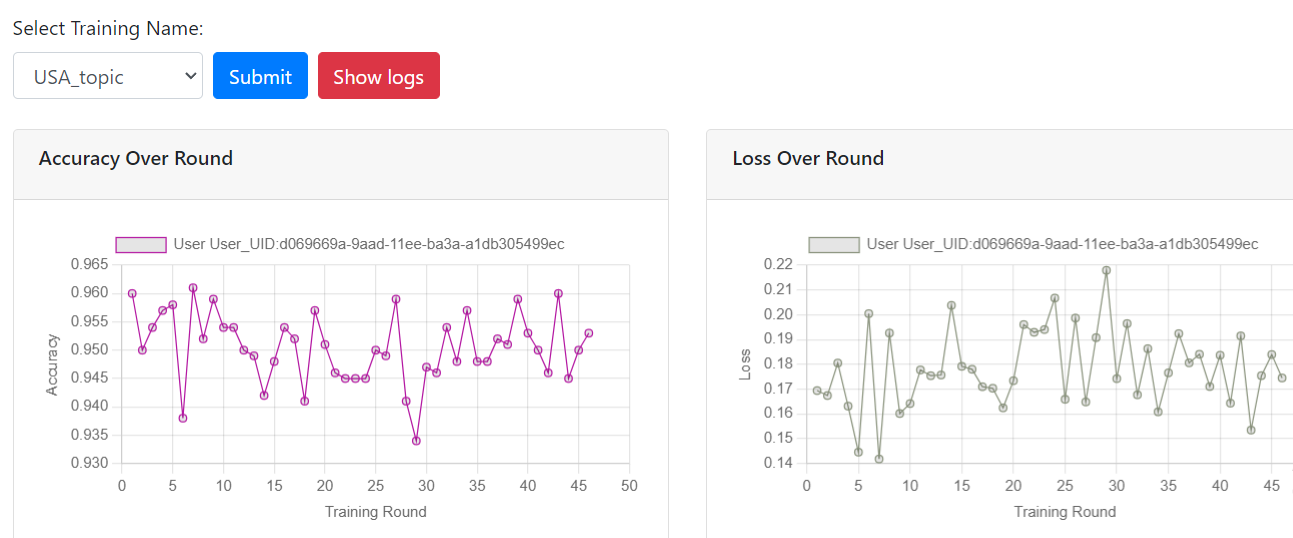 Select Training Name:
USA_topic Submit Show logs
Accuracy Over Round
User User_UID:d069669a-9aad-11ee-ba3a-a1db305499ec
0.965
0.960
0.955
0.950
0.945
0.940
0.935
0.930
Accuracy
0 5 10 15 20 25 30 35 40 45 50
Training Round
Loss Over Round
User User_UID:d069669a-9aad-11ee-ba3a-a1db305499ec
0.22
0.21
0.20
0.19
0.18
0.17
0.16
0.15
0.14
Loss
0 5 10 15 20 25 30 35 40 45
Training Round